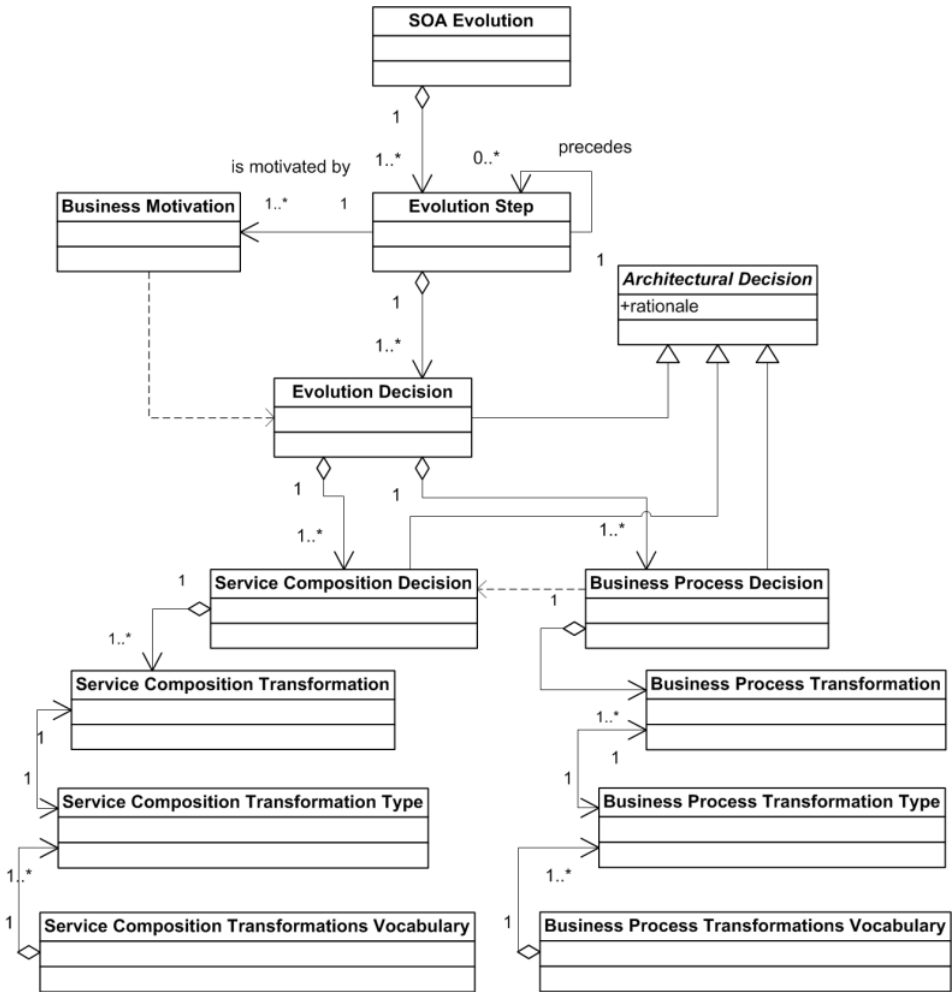 SOA Evolution
1
1..*
0..*
precedes
is motivated by
Business Motivation
1..*
1
Evolution Step
1
1
Architectural Decision
+rationale
1..*
Evolution Decision
1
1
1..*
1..*
1
Service Composition Decision
Business Process Decision
1
1..*
Service Composition Transformation
Business Process Transformation
1..*
1
1
1
1
Service Composition Transformation Type
Business Process Transformation Type
1..*
1..*
1
1
Service Composition Transformations Vocabulary
Business Process Transformations Vocabulary